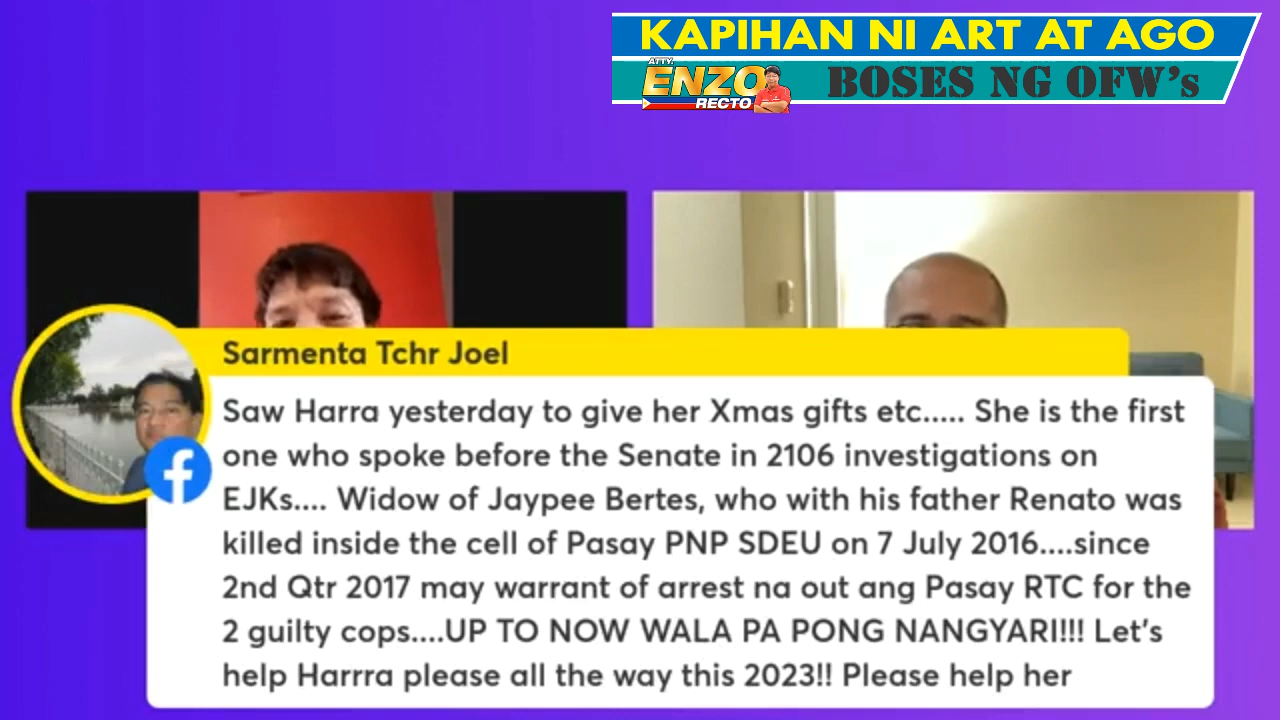 KAPIHAN NI ART AT AGO
ATTY.
ENZO
RECTO
BOSES NG OFW's
Sarmenta Tchr Joel
Saw Harra yesterday to give her Xmas gifts etc..... She is the first
one who spoke before the Senate in 2106 investigations on
EJKs.... Widow of Jaypee Bertes, who with his father Renato was
killed inside the cell of Pasay PNP SDEU on 7 July 2016....since
2nd Qtr 2017 may warrant of arrest na out ang Pasay RTC for the
2 guilty cops....UP TO NOW WALA PA PONG NANGYARI!!! Let's
help Harrra please all the way this 2023!! Please help her